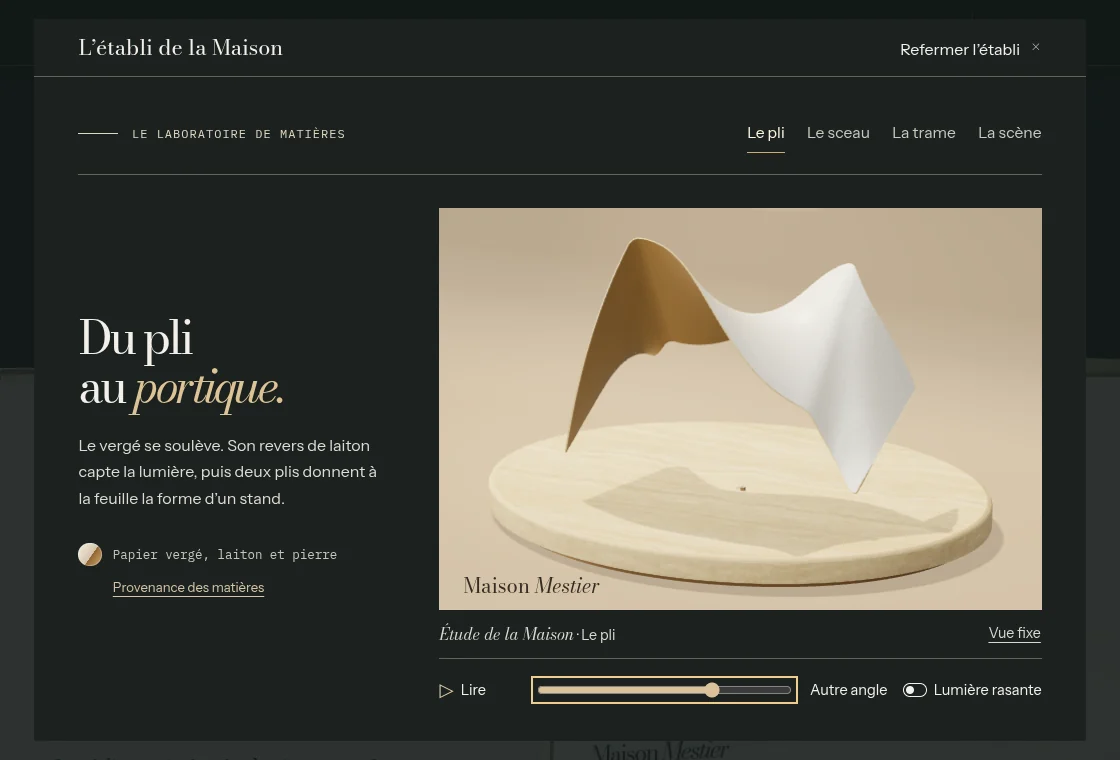 L’établi de la Maison
Refermer l’établi ×
LE LABORATOIRE DE MATIÈRES
Le pli
Le sceau
La trame
La scène
Du pli
au portique.
Le vergé se soulève. Son revers de laiton
capte la lumière, puis deux plis donnent à
la feuille la forme d’un stand.
Papier vergé, laiton et pierre
Provenance des matières
Maison Mestier
Étude de la Maison · Le pli
Vue fixe
Lire
Autre angle
Lumière rasante
Maison Mestier